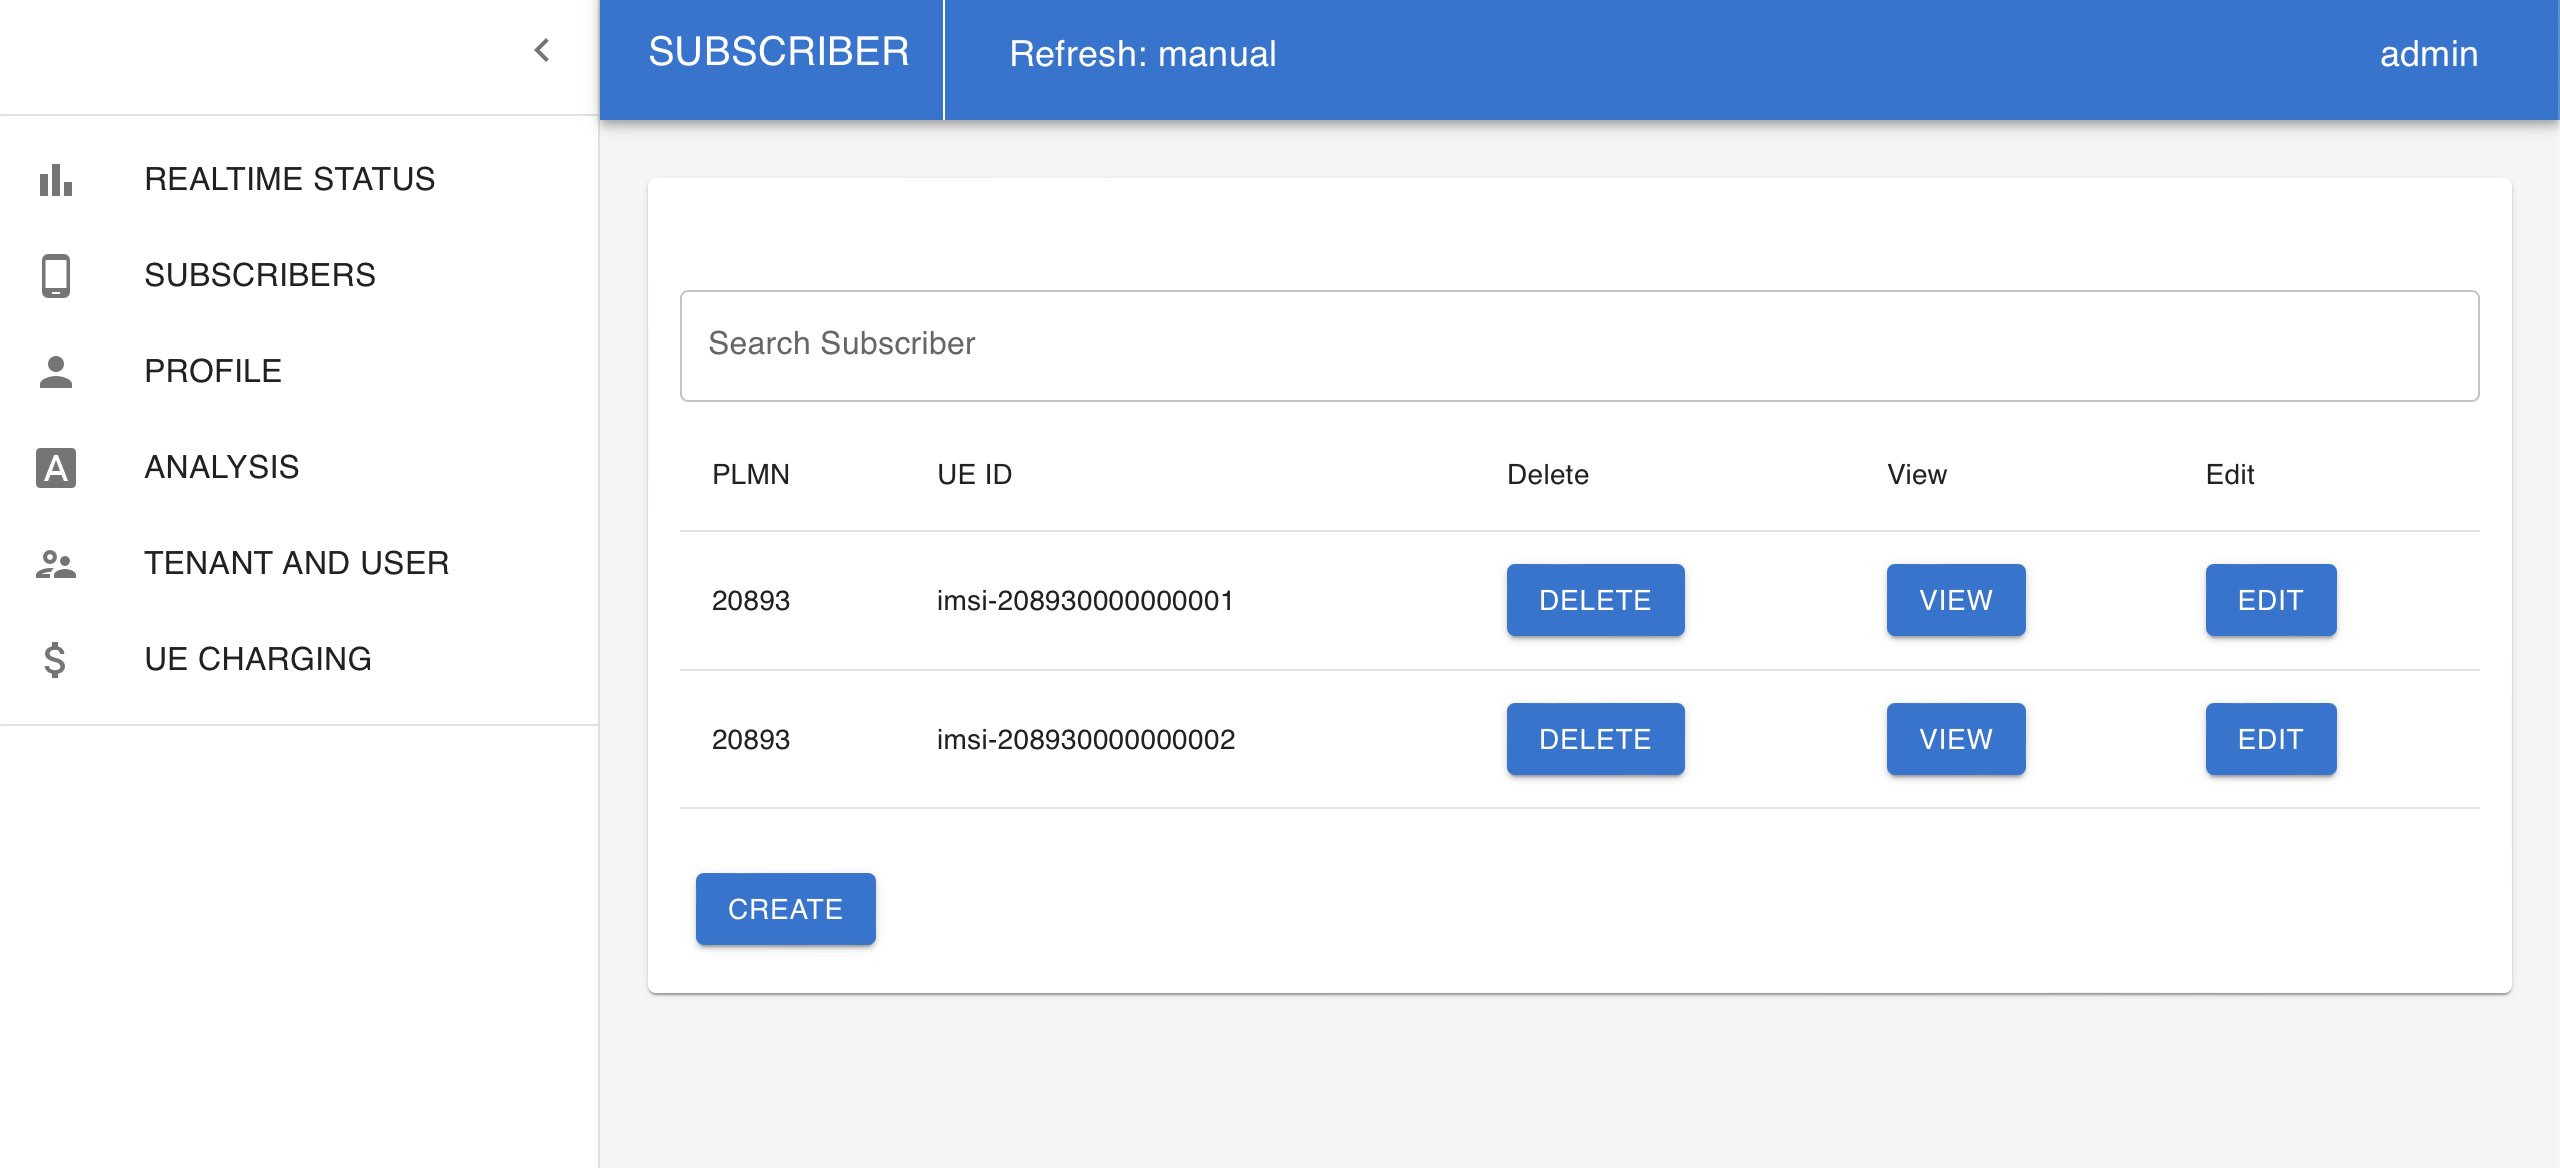 SUBSCRIBER
Refresh: manual
admin
REALTIME STATUS
SUBSCRIBERS
PROFILE
ANALYSIS
TENANT AND USER
UE CHARGING
Search Subscriber
PLMN UE ID Delete View Edit
20893 imsi-208930000000001 DELETE VIEW EDIT
20893 imsi-208930000000002 DELETE VIEW EDIT
CREATE